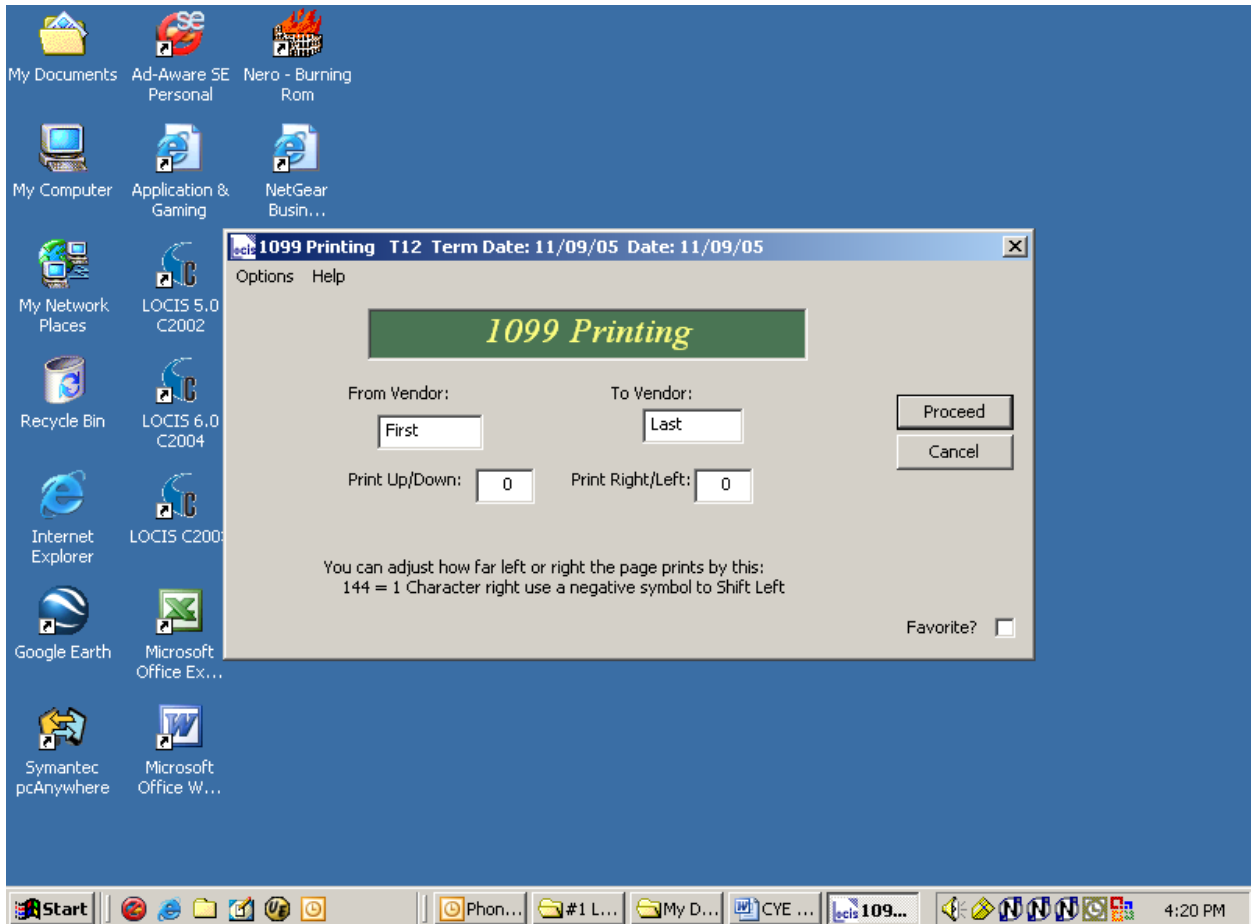 My Documents
Ad-Aware SE
Personal
Nero - Burning
Rom
My Computer
Application &
Gaming
NetGear
Busin...
My Network
Places
LOCIS 5.0
C2002
Recycle Bin
LOCIS 6.0
C2004
Internet
Explorer
LOCIS C200
Google Earth
Microsoft
Office Ex...
Symantec
pcAnywhere
Microsoft
Office W...
1099 Printing T12 Term Date: 11/09/05 Date: 11/09/05
Options Help
1099 Printing
From Vendor:
To Vendor:
First
Last
Proceed
Cancel
Print Up/Down: 0
Print Right/Left: 0
You can adjust how far left or right the page prints by this:
144 = 1 Character right use a negative symbol to Shift Left
Favorite?
Start
Phon...
#1 L...
My D...
CYE ...
109...
4:20 PM